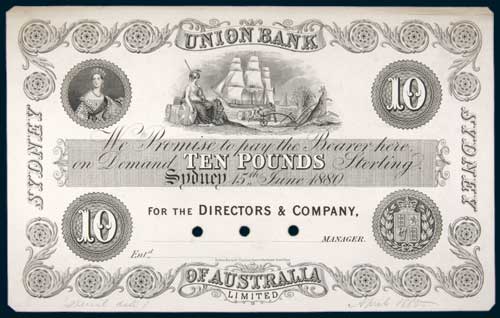 UNION BANK
10
SYDNEY
SYDNEY
We Promise to pay the Bearer here,
on Demand, TEN POUNDS Sterling.
Sydney 15th June 1880
10
FOR THE DIRECTORS & COMPANY,
MANAGER.
Entd.
OF AUSTRALIA
LIMITED